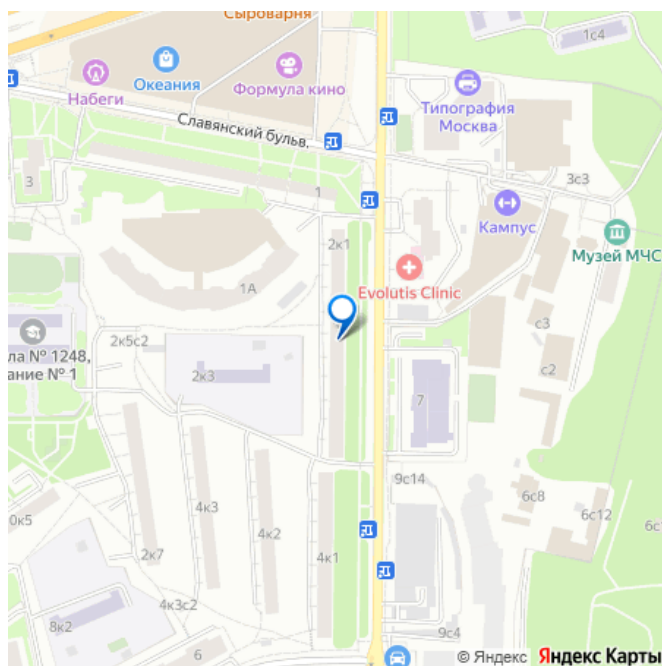 Сыроварня
1с4
Океания
Набеги
Формула кино
Типография
Москва
Славянский бульв.
3
1
3с3
Кампус
Музей МЧС
2к1
Evolutis Clinic
1А
с3
ла № 1248,
ание № 1
2к5с2
2к3
с2
7
9с14
4к3
6с8
0к5
4к2
6с12
6с
2к7
4к1
4к3с2
8к2
6
9с4
© Яндекс Яндекс Карты